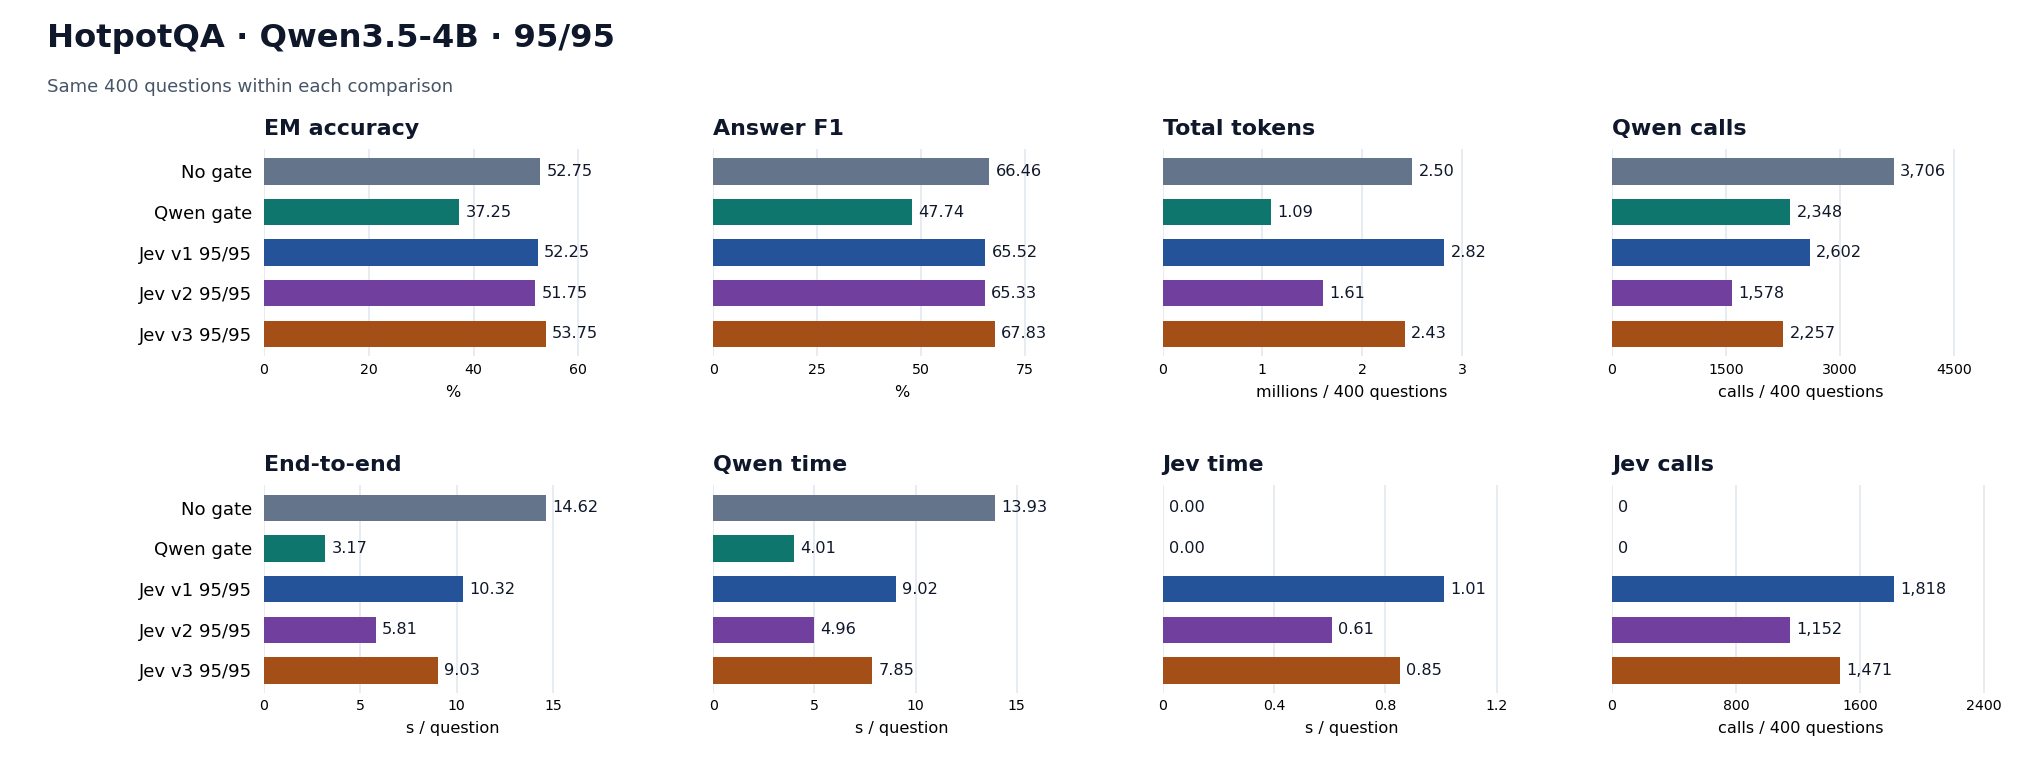 HotpotQA · Qwen3.5-4B · 95/95
Same 400 questions within each comparison
EM accuracy
No gate 52.75
Qwen gate 37.25
Jev v1 95/95 52.25
Jev v2 95/95 51.75
Jev v3 95/95 53.75
0 20 40 60
%
Answer F1
66.46
47.74
65.52
65.33
67.83
0 25 50 75
%
Total tokens
2.50
1.09
2.82
1.61
2.43
0 1 2 3
millions / 400 questions
Qwen calls
3,706
2,348
2,602
1,578
2,257
0 1500 3000 4500
calls / 400 questions
End-to-end
No gate 14.62
Qwen gate 3.17
Jev v1 95/95 10.32
Jev v2 95/95 5.81
Jev v3 95/95 9.03
0 5 10 15
s / question
Qwen time
13.93
4.01
9.02
4.96
7.85
0 5 10 15
s / question
Jev time
0.00
0.00
1.01
0.61
0.85
0 0.4 0.8 1.2
s / question
Jev calls
0
0
1,818
1,152
1,471
0 800 1600 2400
calls / 400 questions